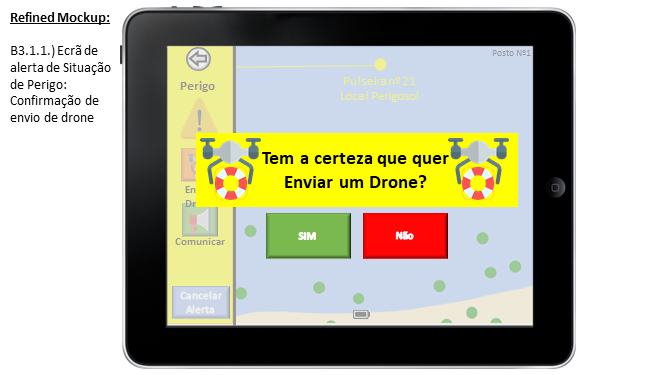 Refined Mockup:
B3.1.1.) Ecrã de
alerta de Situação
de Perigo:
Confirmação de
envio de drone
Posto Nº1
Perigo
Pulseira nº21
Local Perigoso!
Tem a certeza que quer
Enviar um Drone?
SIM
Não
Comunicar
Cancelar
Alerta